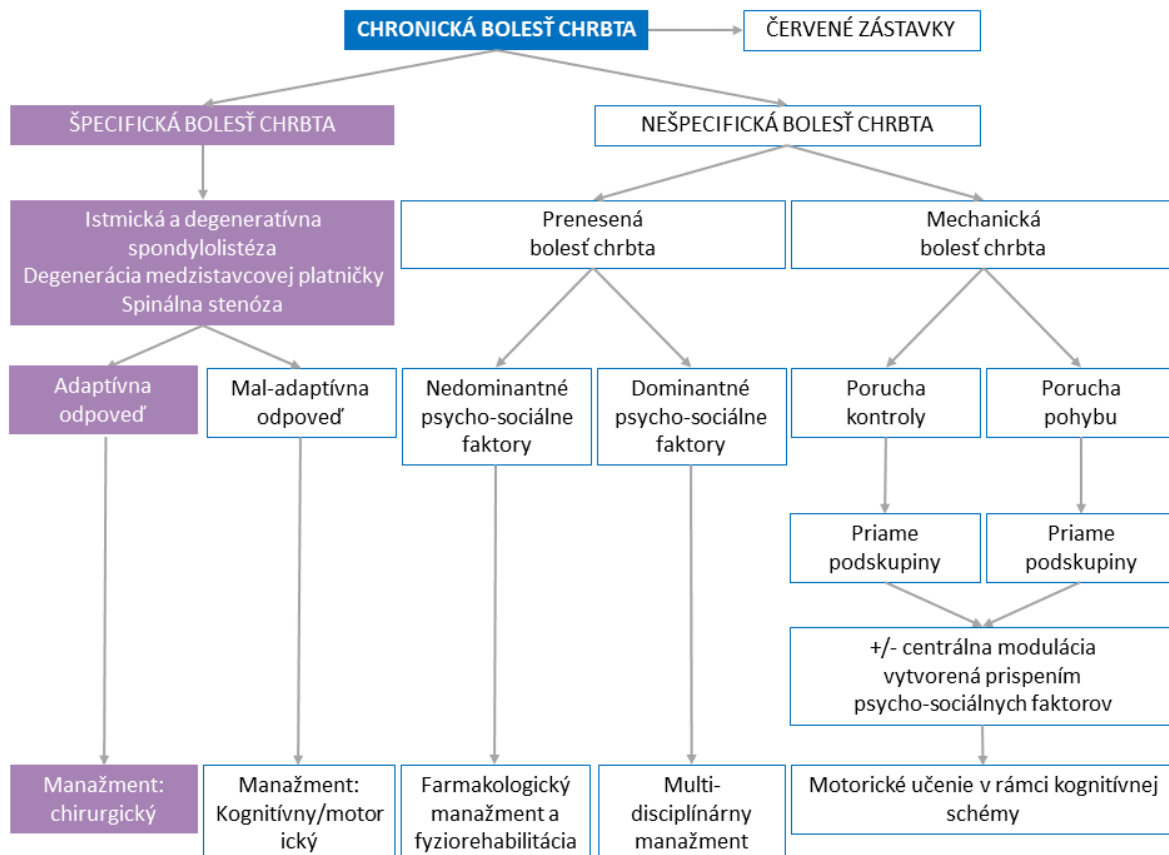 CHRONICKÁ BOLESŤ CHRBTA
ČERVENÉ ZÁSTAVKY
ŠPECIFICKÁ BOLESŤ CHRBTA
NEŠPECIFICKÁ BOLESŤ CHRBTA
Istmická a degeneratívna
spondylolistéza
Degenerácia medzistavcovej platničky
Spinálna stenóza
Prenesená
bolesť chrbta
Mechanická
bolesť chrbta
Adaptívna
odpoveď
Mal-adaptívna
odpoveď
Nedominantné
psycho-sociálne
faktory
Dominantné
psycho-sociálne
faktory
Porucha
kontroly
Porucha
pohybu
Priame
podskupiny
Priame
podskupiny
+/- centrálna modulácia
vytvorená prispením
psycho-sociálnych faktorov
Manažment:
chirurgický
Manažment:
Kognitívny/motor
ický
Farmakologický
manažment a
fyziorehabilitácia
Multi-
disciplínárny
manažment
Motorické učenie v rámci kognitívnej
schémy